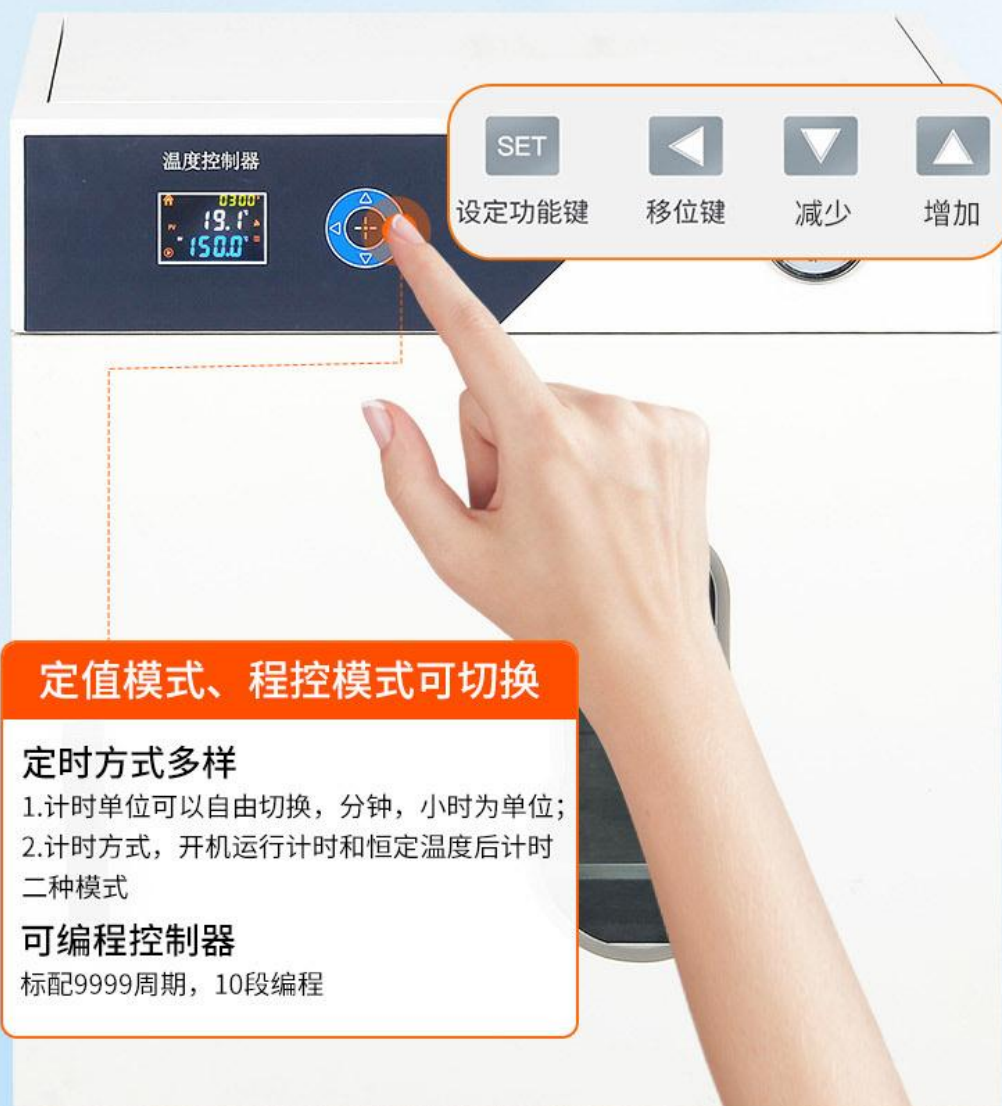 温度控制器
0300'
PV 19.1
150.0
SET
设定功能键
移位键
减少
增加
定值模式、程控模式可切换
定时方式多样
1.计时单位可以自由切换，分钟，小时为单位；
2.计时方式，开机运行计时和恒定温度后计时
二种模式
可编程控制器
标配9999周期，10段编程